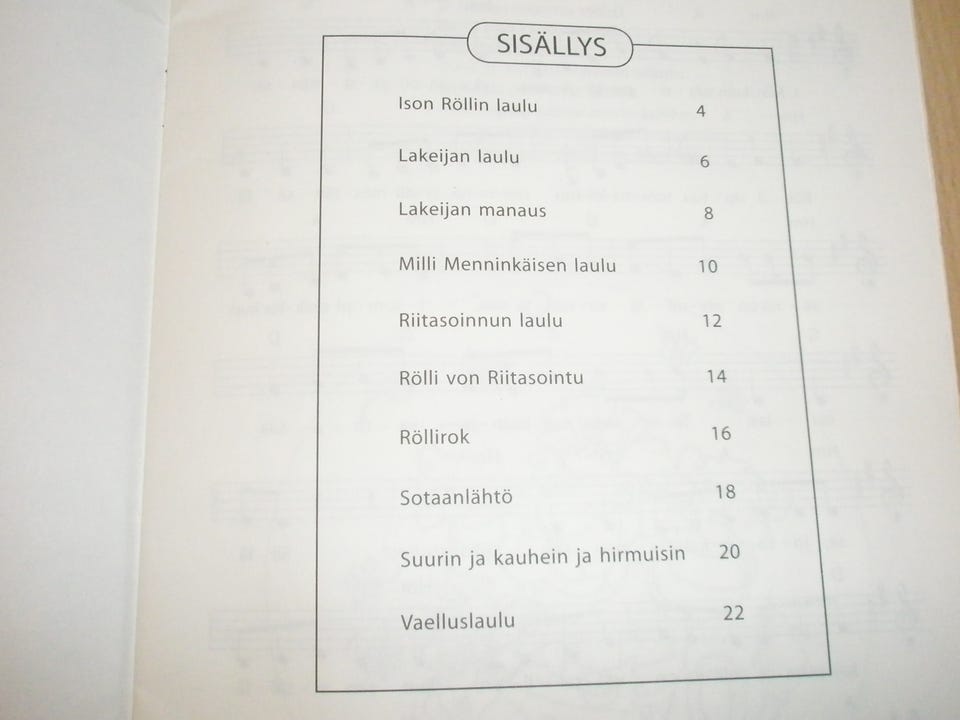 SISÄLLYS
Ison Röllin laulu 4
Lakeijan laulu 6
Lakeijan manaus 8
Milli Menninkäisen laulu 10
Riitasoinnun laulu 12
Rölli von Riitasointu 14
Röllirok 16
Sotaanlähtö 18
Suurin ja kauhein ja hirmuisin 20
Vaelluslaulu 22